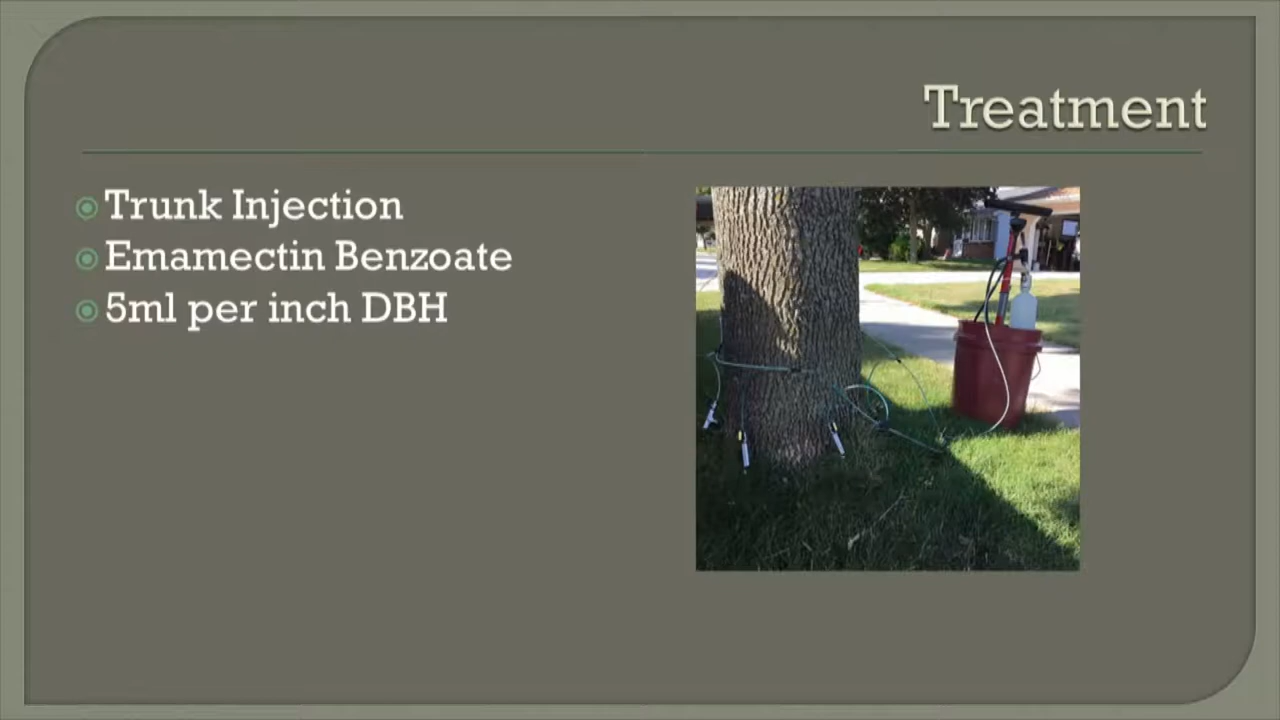 Treatment
Trunk Injection
Emamectin Benzoate
5ml per inch DBH